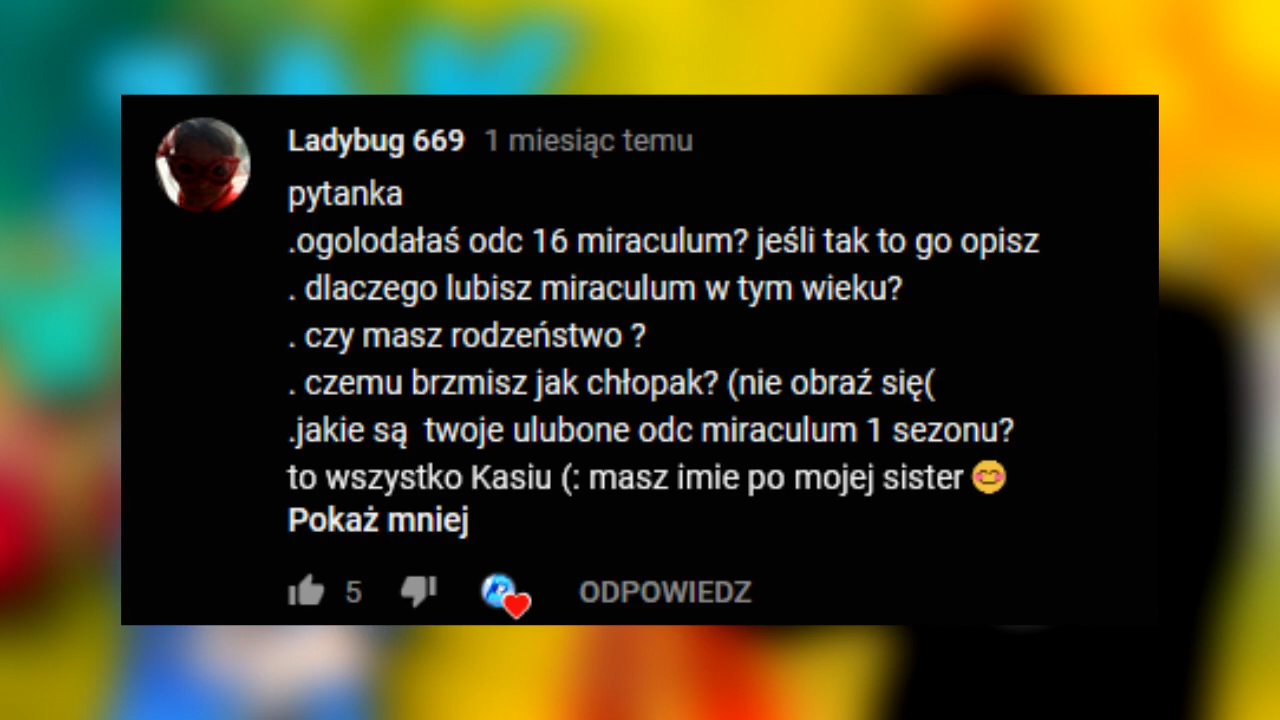 Ladybug 669 1 miesiąc temu
pytanka
.ogolodałaś odc 16 miraculum? jeśli tak to go opisz
. dlaczego lubisz miraculum w tym wieku?
. czy masz rodzeństwo ?
. czemu brzmisz jak chłopak? (nie obraź się(
.jakie są  twoje ulubone odc miraculum 1 sezonu?
to wszystko Kasiu (: masz imie po mojej sister 😊
Pokaż mniej
5 ODPOWIEDZ